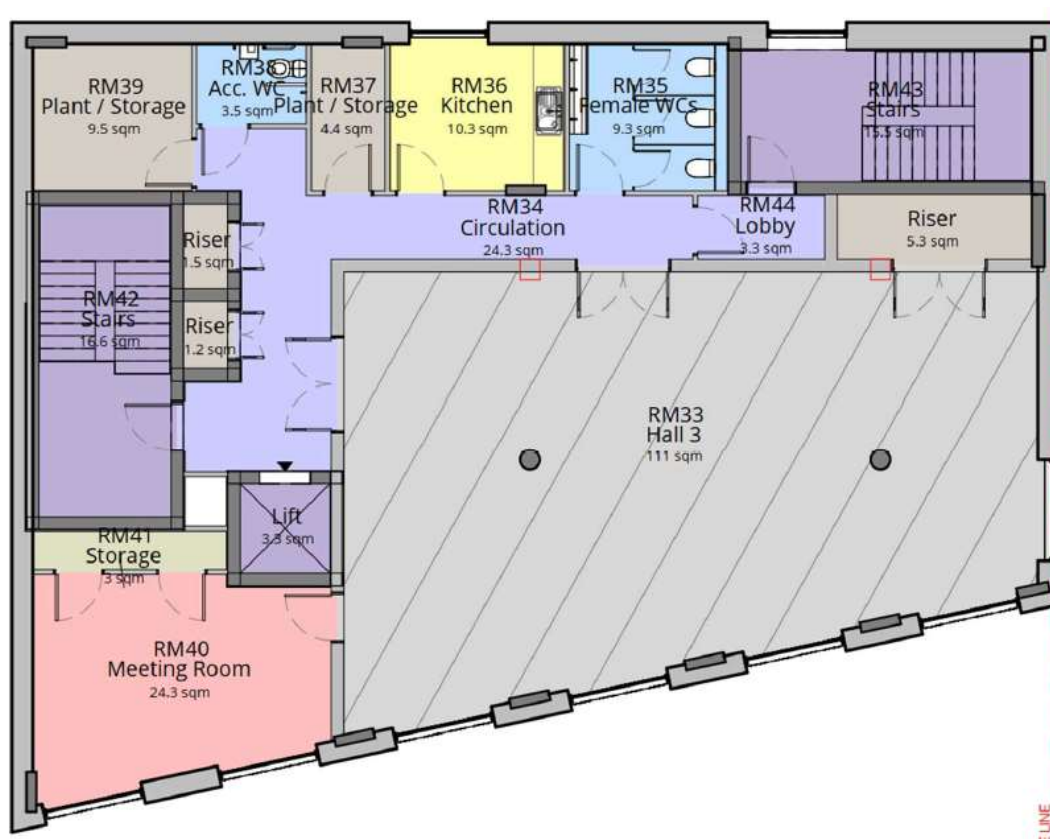 RM39
Plant / Storage
9.5 sqm
RM38
Acc. WC
3.5 sqm
RM37
Plant / Storage
4.4 sqm
RM36
Kitchen
10.3 sqm
RM35
Female WCs
9.3 sqm
RM43
Stairs
15.5 sqm
RM34
Circulation
24.3 sqm
RM44
Lobby
3.3 sqm
Riser
5.3 sqm
Riser
1.5 sqm
RM42
Stairs
16.6 sqm
Riser
1.2 sqm
RM33
Hall 3
111 sqm
Lift
3.3 sqm
RM41
Storage
3 sqm
RM40
Meeting Room
24.3 sqm
LINE